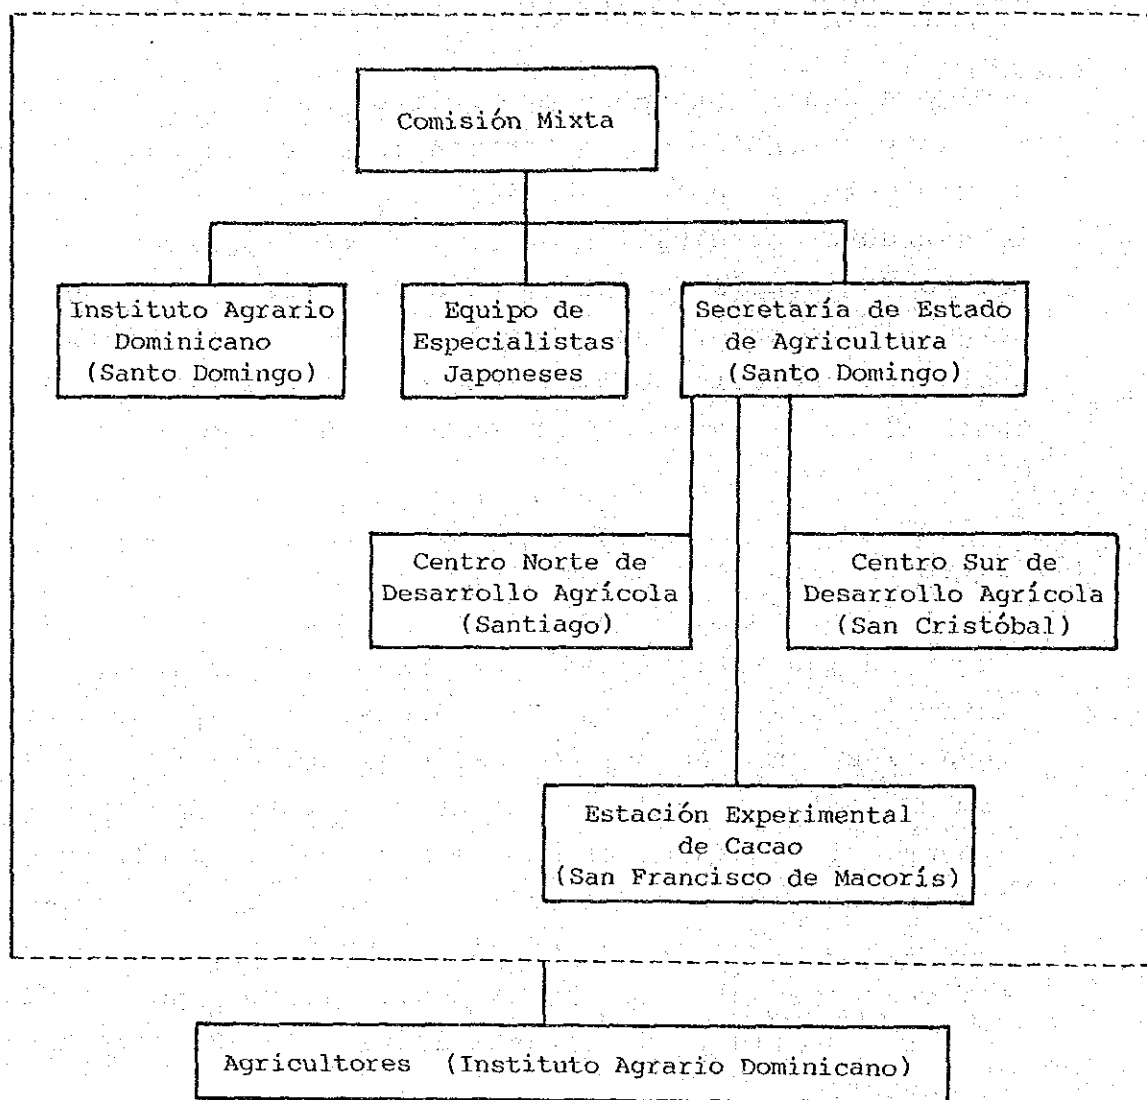 Comisión Mixta
Instituto Agrario
Dominicano
(Santo Domingo)
Equipo de
Especialistas
Japoneses
Secretaría de Estado
de Agricultura
(Santo Domingo)
Centro Norte de
Desarrollo Agrícola
(Santiago)
Centro Sur de
Desarrollo Agrícola
(San Cristóbal)
Estación Experimental
de Cacao
(San Francisco de Macorís)
Agricultores (Instituto Agrario Dominicano)